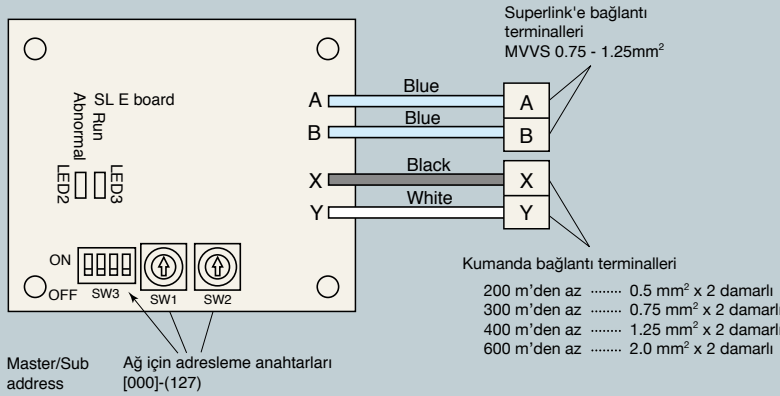 Superlink'e bağlantı
terminalleri
MVVS 0.75 - 1.25mm²
SL E board
Abnormal
Run
LED2
LED3
A
Blue
A
B
Blue
B
X
Black
X
Y
White
Y
ON
OFF
SW3
SW1
SW2
Kumanda bağlantı terminalleri
200 m’den az ........ 0.5 mm² x 2 damarlı
300 m’den az ........ 0.75 mm² x 2 damarlı
400 m’den az ........ 1.25 mm² x 2 damarlı
600 m’den az ........ 2.0 mm² x 2 damarlı
Master/Sub
address
Ağ için adresleme anahtarları
[000]-(127)